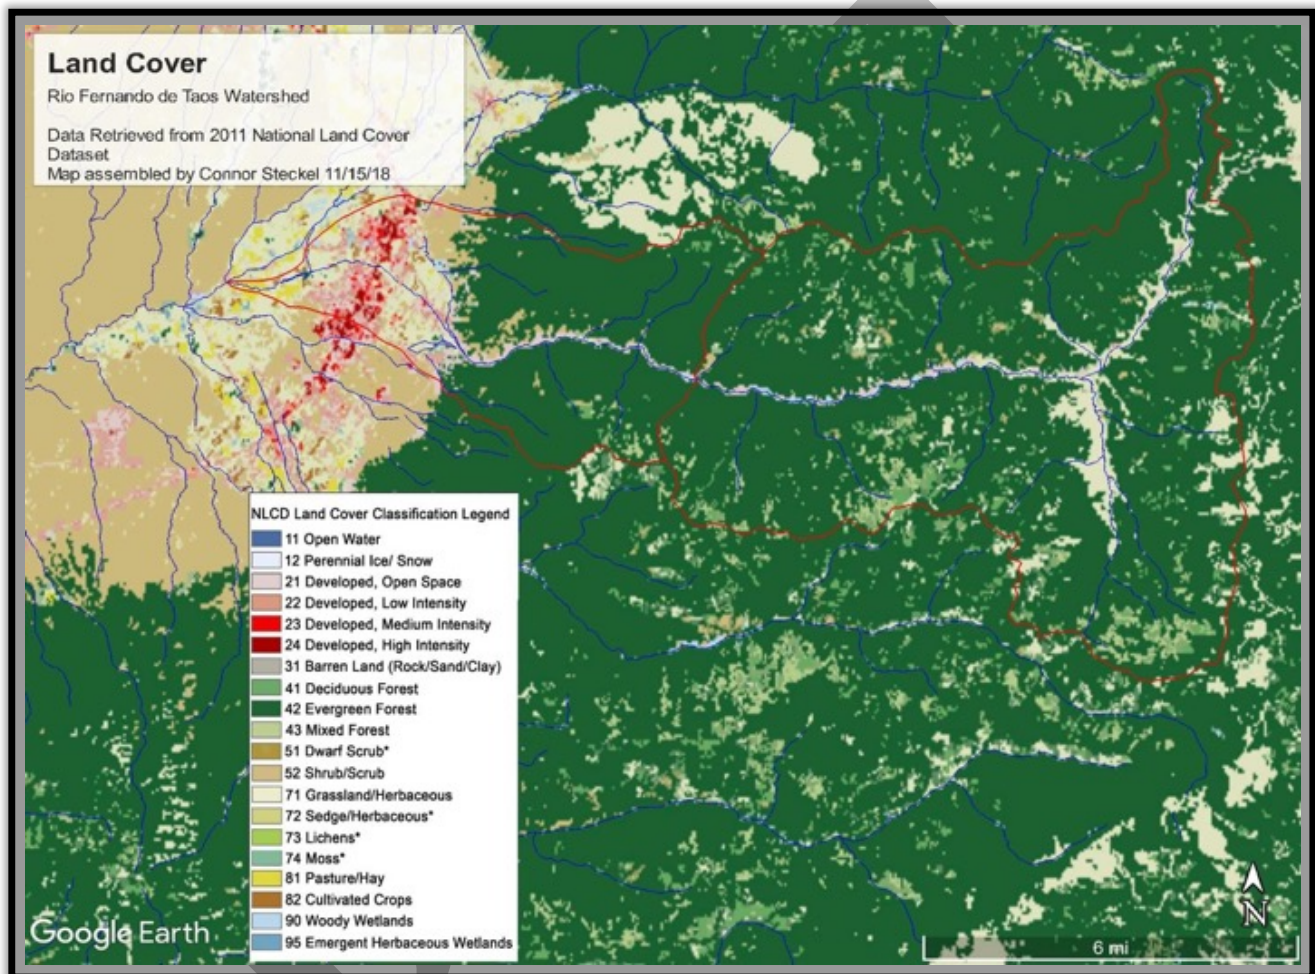 Land Cover
Rio Fernando de Taos Watershed
Data Retrieved from 2011 National Land Cover
Dataset
Map assembled by Connor Steckel 11/15/18
NLCD Land Cover Classification Legend
11 Open Water
12 Perennial Ice/ Snow
21 Developed, Open Space
22 Developed, Low Intensity
23 Developed, Medium Intensity
24 Developed, High Intensity
31 Barren Land (Rock/Sand/Clay)
41 Deciduous Forest
42 Evergreen Forest
43 Mixed Forest
51 Dwarf Scrub*
52 Shrub/Scrub
71 Grassland/Herbaceous
72 Sedge/Herbaceous*
73 Lichens*
74 Moss*
81 Pasture/Hay
82 Cultivated Crops
90 Woody Wetlands
95 Emergent Herbaceous Wetlands
Google Earth
N
6 mi